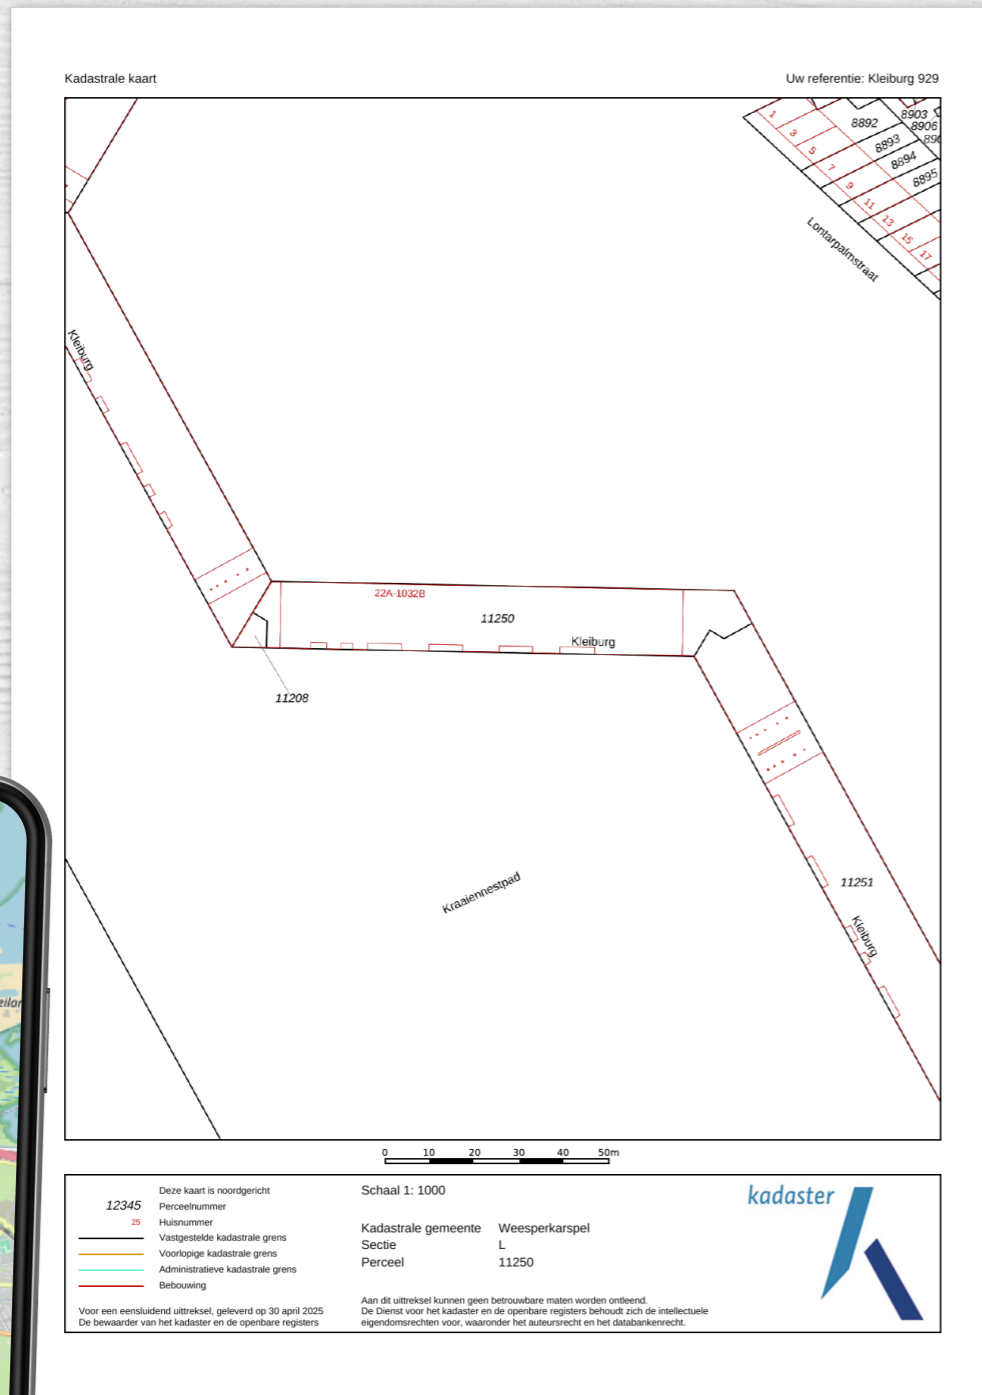 Kadastrale kaart
Uw referentie: Kleiburg 929
8903
8892
8906
8893
8894
8895
1
3
5
7
9
11
13
15
17
Lontarpalmstraat
Kleiburg
22A-1032B
11250
Kleiburg
11208
11251
Kraaiennestpad
Kleiburg
0 10 20 30 40 50m
Deze kaart is noordgericht
12345 Perceelnummer
25 Huisnummer
Vastgestelde kadastrale grens
Voorlopige kadastrale grens
Administratieve kadastrale grens
Bebouwing
Voor een eensluidend uittreksel, geleverd op 30 april 2025
De bewaarder van het kadaster en de openbare registers
Schaal 1: 1000
Kadastrale gemeente Weesperkarspel
Sectie L
Perceel 11250
Aan dit uittreksel kunnen geen betrouwbare maten worden ontleend.
De Dienst voor het kadaster en de openbare registers behoudt zich de intellectuele
eigendomsrechten voor, waaronder het auteursrecht en het databankenrecht.
kadaster